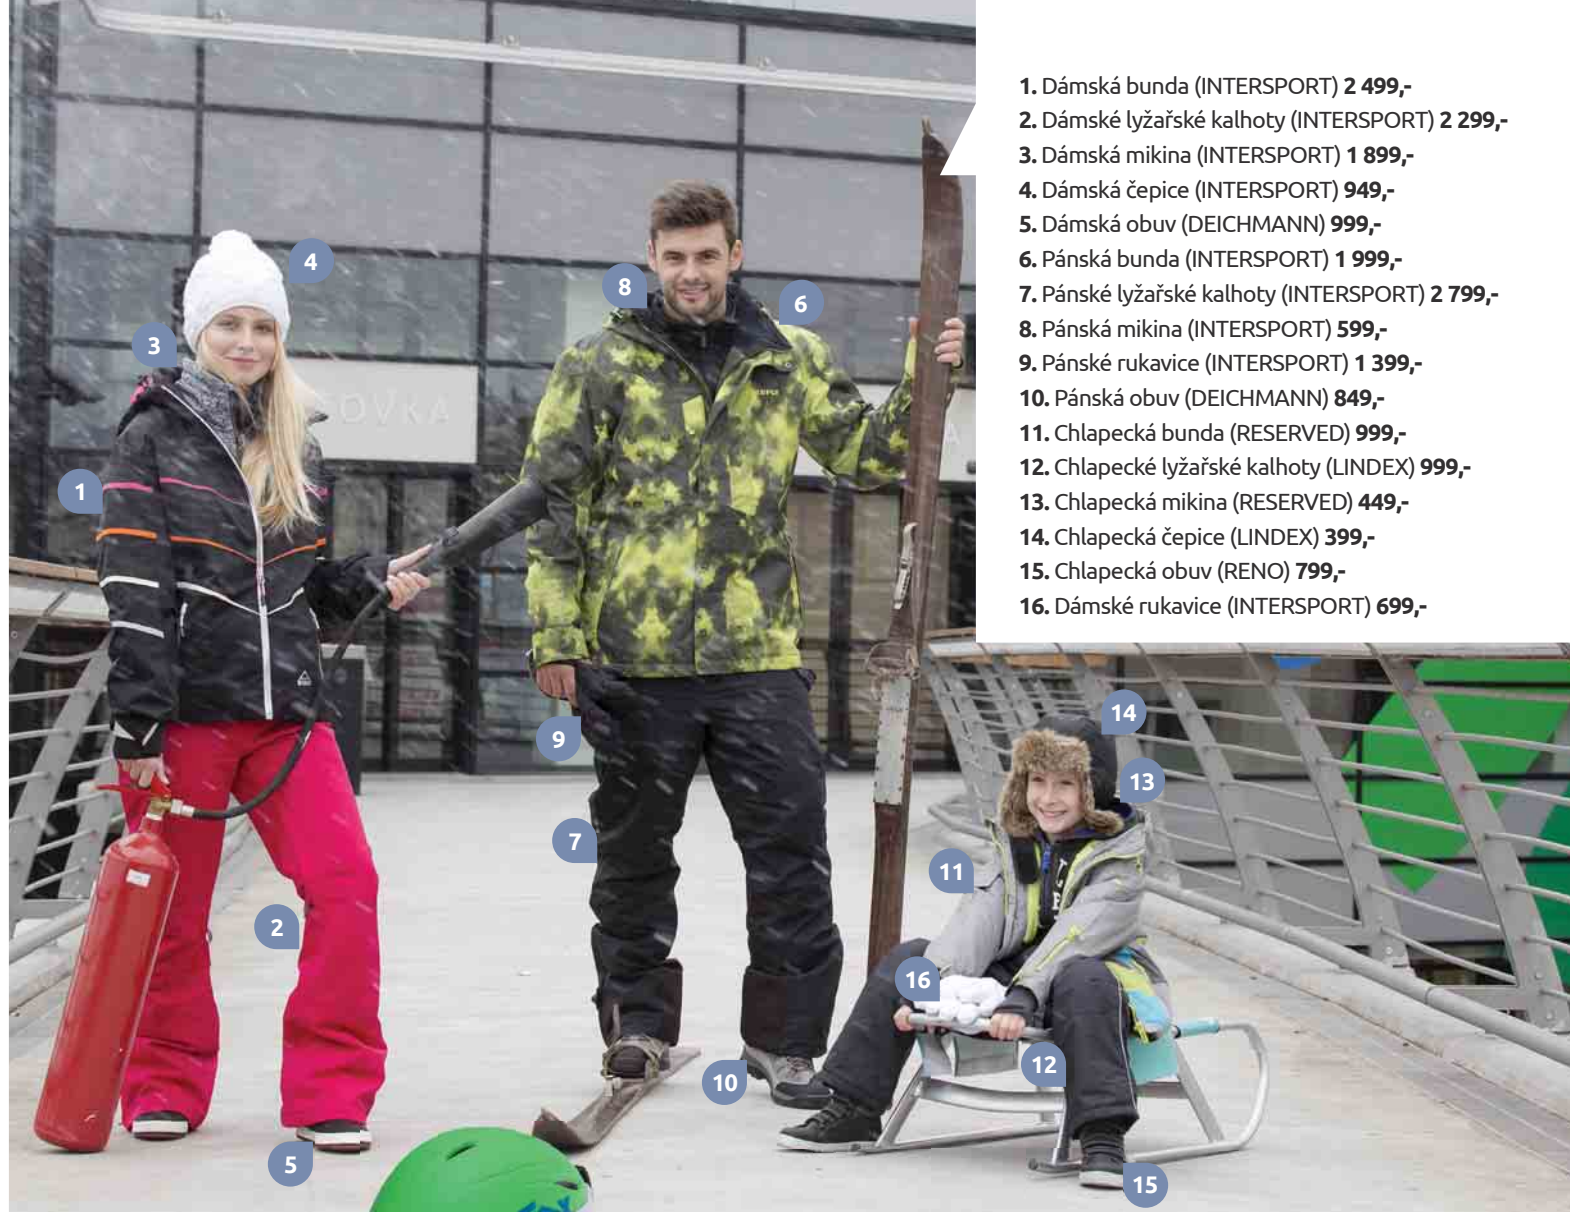 1. Dámská bunda (INTERSPORT) 2 499,-
2. Dámské lyžařské kalhoty (INTERSPORT) 2 299,-
3. Dámská mikina (INTERSPORT) 1 899,-
4. Dámská čepice (INTERSPORT) 949,-
5. Dámská obuv (DEICHMANN) 999,-
6. Pánská bunda (INTERSPORT) 1 999,-
7. Pánské lyžařské kalhoty (INTERSPORT) 2 799,-
8. Pánská mikina (INTERSPORT) 599,-
9. Pánské rukavice (INTERSPORT) 1 399,-
10. Pánská obuv (DEICHMANN) 849,-
11. Chlapecká bunda (RESERVED) 999,-
12. Chlapecké lyžařské kalhoty (LINDEX) 999,-
13. Chlapecká mikina (RESERVED) 449,-
14. Chlapecká čepice (LINDEX) 399,-
15. Chlapecká obuv (RENO) 799,-
16. Dámské rukavice (INTERSPORT) 699,-
4
8
6
3
1
9
14
13
7
11
2
16
12
10
5
15